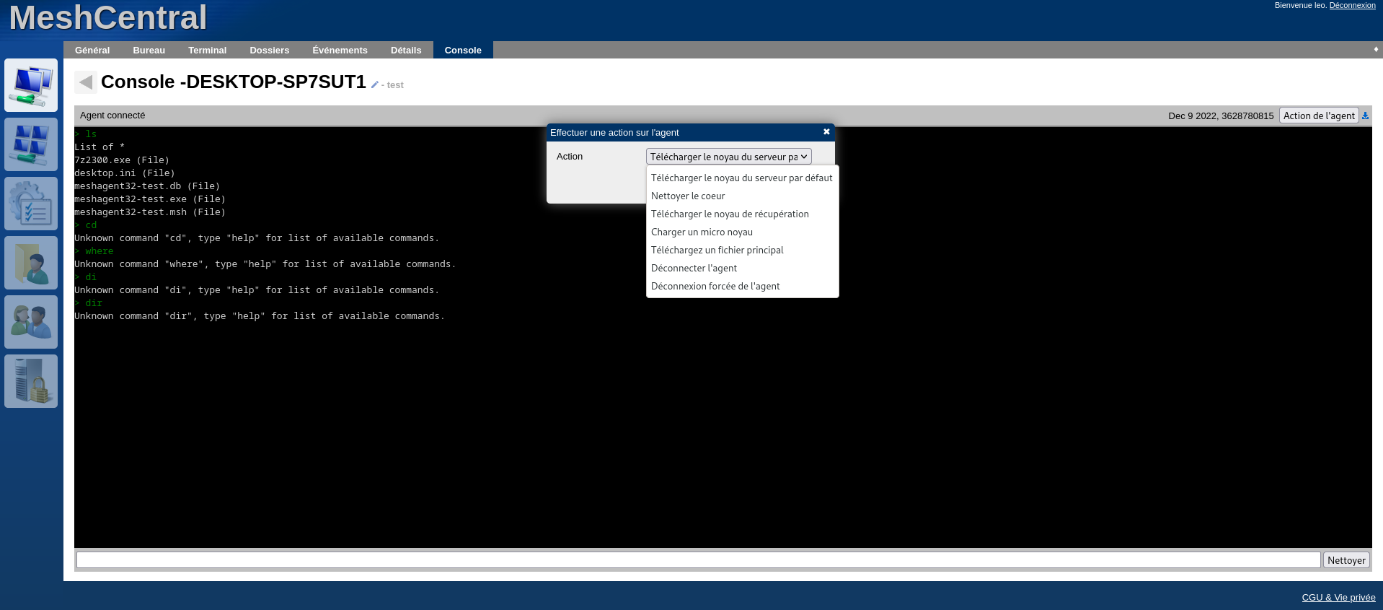 MeshCentral
Bienvenue leo. Déconnexion
Général Bureau Terminal Dossiers Événements Détails Console
Console -DESKTOP-SP7SUT1 - test
Agent connecté
Dec 9 2022, 3628780815 Action de l'agent
> ls
List of *
7z2300.exe (File)
desktop.ini (File)
meshagent32-test.db (File)
meshagent32-test.exe (File)
meshagent32-test.msh (File)
> cd
Unknown command "cd", type "help" for list of available commands.
> where
Unknown command "where", type "help" for list of available commands.
> di
Unknown command "di", type "help" for list of available commands.
> dir
Unknown command "dir", type "help" for list of available commands.
Effectuer une action sur l'agent
Action
Télécharger le noyau du serveur pa
Télécharger le noyau du serveur par défaut
Nettoyer le coeur
Télécharger le noyau de récupération
Charger un micro noyau
Téléchargez un fichier principal
Déconnecter l'agent
Déconnexion forcée de l'agent
Nettoyer
CGU & Vie privée